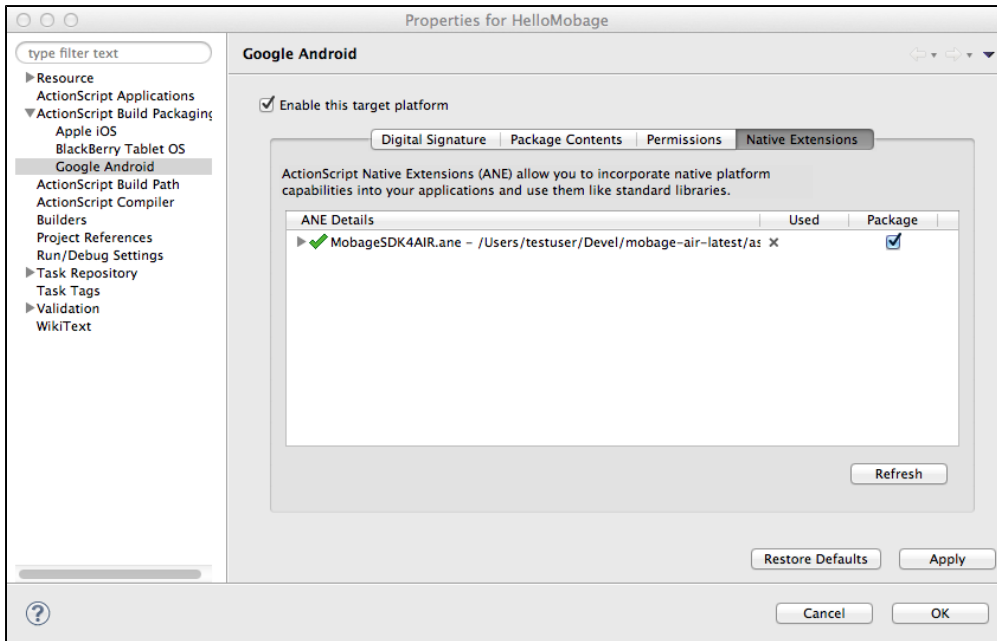 Properties for HelloMobage
type filter text
Resource
ActionScript Applications
ActionScript Build Packaging
Apple iOS
BlackBerry Tablet OS
Google Android
ActionScript Build Path
ActionScript Compiler
Builders
Project References
Run/Debug Settings
Task Repository
Task Tags
Validation
WikiText
Google Android
Enable this target platform
Digital Signature Package Contents Permissions Native Extensions
ActionScript Native Extensions (ANE) allow you to incorporate native platform
capabilities into your applications and use them like standard libraries.
ANE Details Used Package
MobageSDK4AIR.ane – /Users/testuser/Devel/mobage-air-latest/as
Refresh
Restore Defaults Apply
? Cancel OK